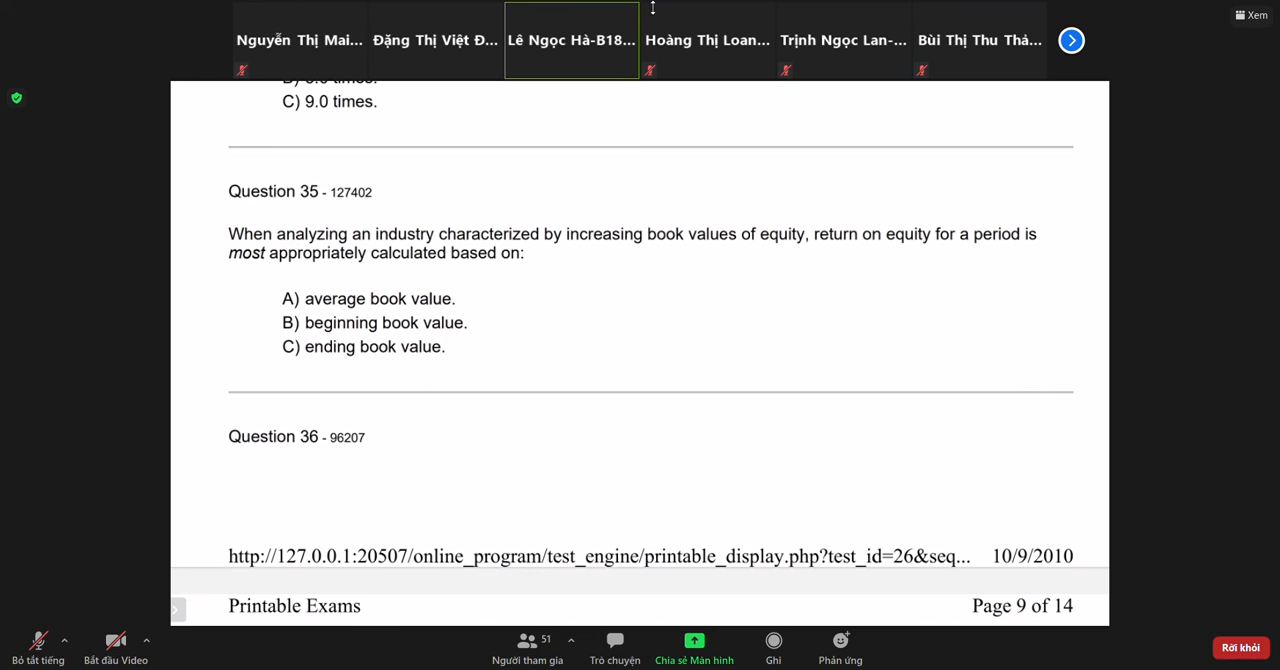 Xem
Nguyễn Thị Mai...
Đặng Thị Việt Đ...
Lê Ngọc Hà-B18...
Hoàng Thị Loan...
Trịnh Ngọc Lan-...
Bùi Thị Thu Thả...
C) 9.0 times.
Question 35 - 127402
When analyzing an industry characterized by increasing book values of equity, return on equity for a period is
most appropriately calculated based on:
A) average book value.
B) beginning book value.
C) ending book value.
Question 36 - 96207
http://127.0.0.1:20507/online_program/test_engine/printable_display.php?test_id=26&seq... 10/9/2010
Printable Exams Page 9 of 14
51
Bỏ tắt tiếng
Bắt đầu Video
Người tham gia
Trò chuyện
Chia sẻ Màn hình
Ghi
Phản ứng
Rời khỏi